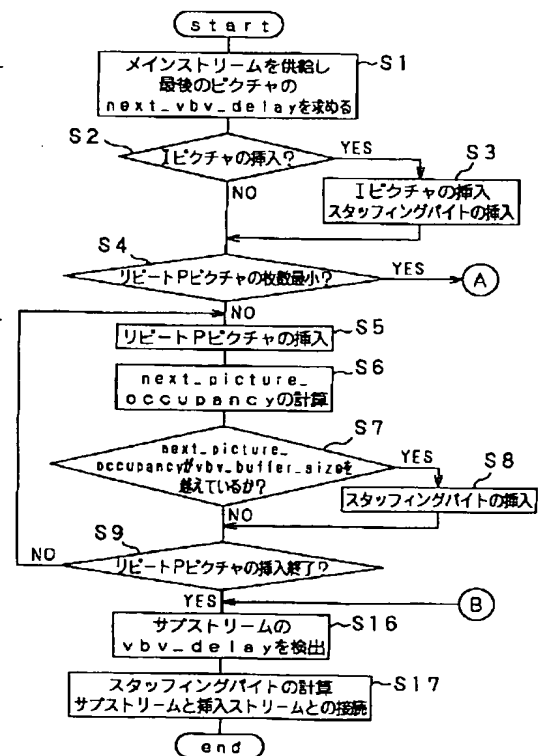 start
メインストリームを供給し
最後のピクチャの
next_vbv_delayを求める
S1
S2
Iピクチャの挿入?
YES
NO
S3
Iピクチャの挿入
スタッフィングバイトの挿入
S4
リピートPピクチャの枚数最小?
YES
A
NO
S5
リピートPピクチャの挿入
S6
next_picture_
occupancyの計算
S7
next_picture_
occupancyがvbv_buffer_sizeを
越えているか?
YES
NO
S8
スタッフィングバイトの挿入
S9
NO
リピートPピクチャの挿入終了?
YES
B
サブストリームの
vbv_delayを検出
S16
スタッフィングバイトの計算
サブストリームと挿入ストリームとの接続
S17
end